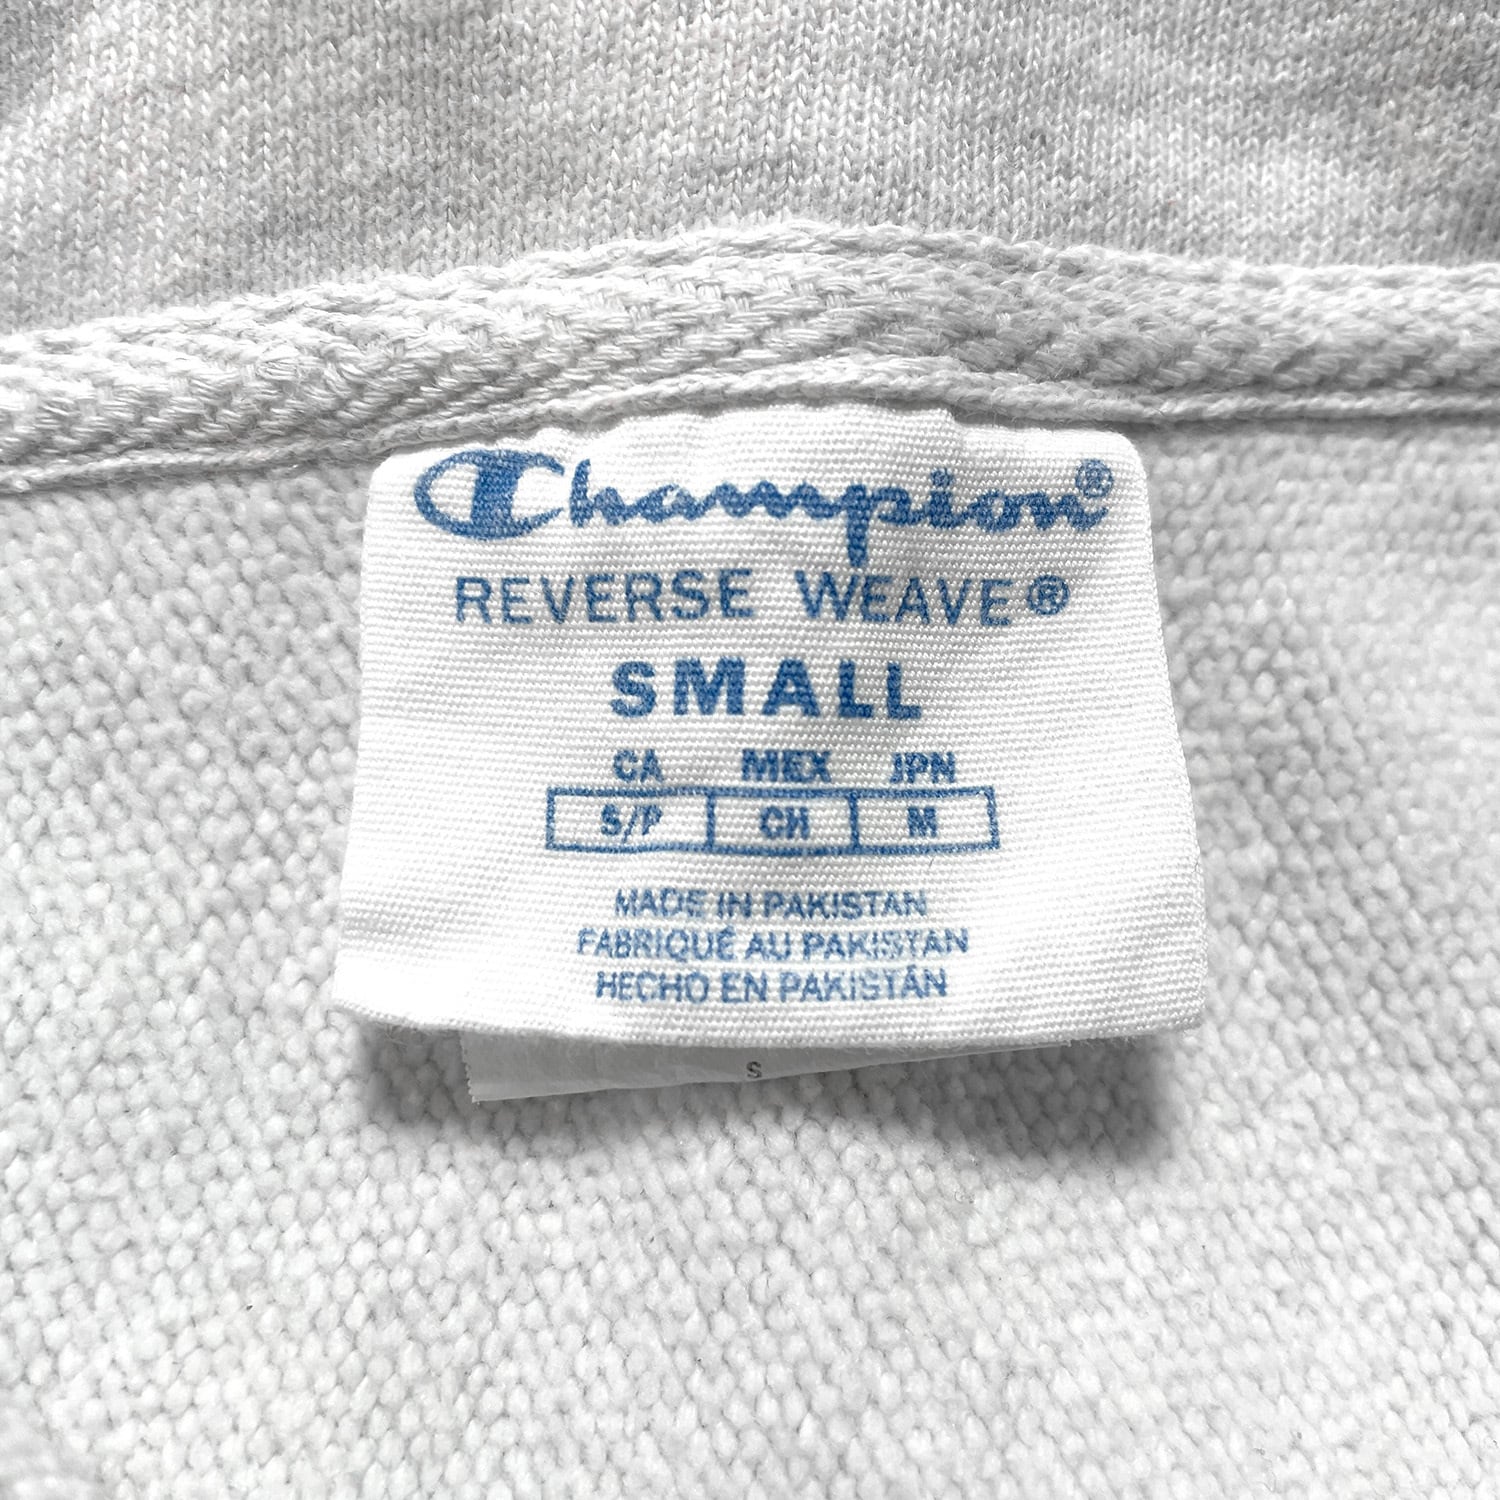 Champion®
REVERSE WEAVE®
SMALL
CA MEX JPN
S/P CH M
MADE IN PAKISTAN
FABRIQUÉ AU PAKISTAN
HECHO EN PAKISTÁN
S